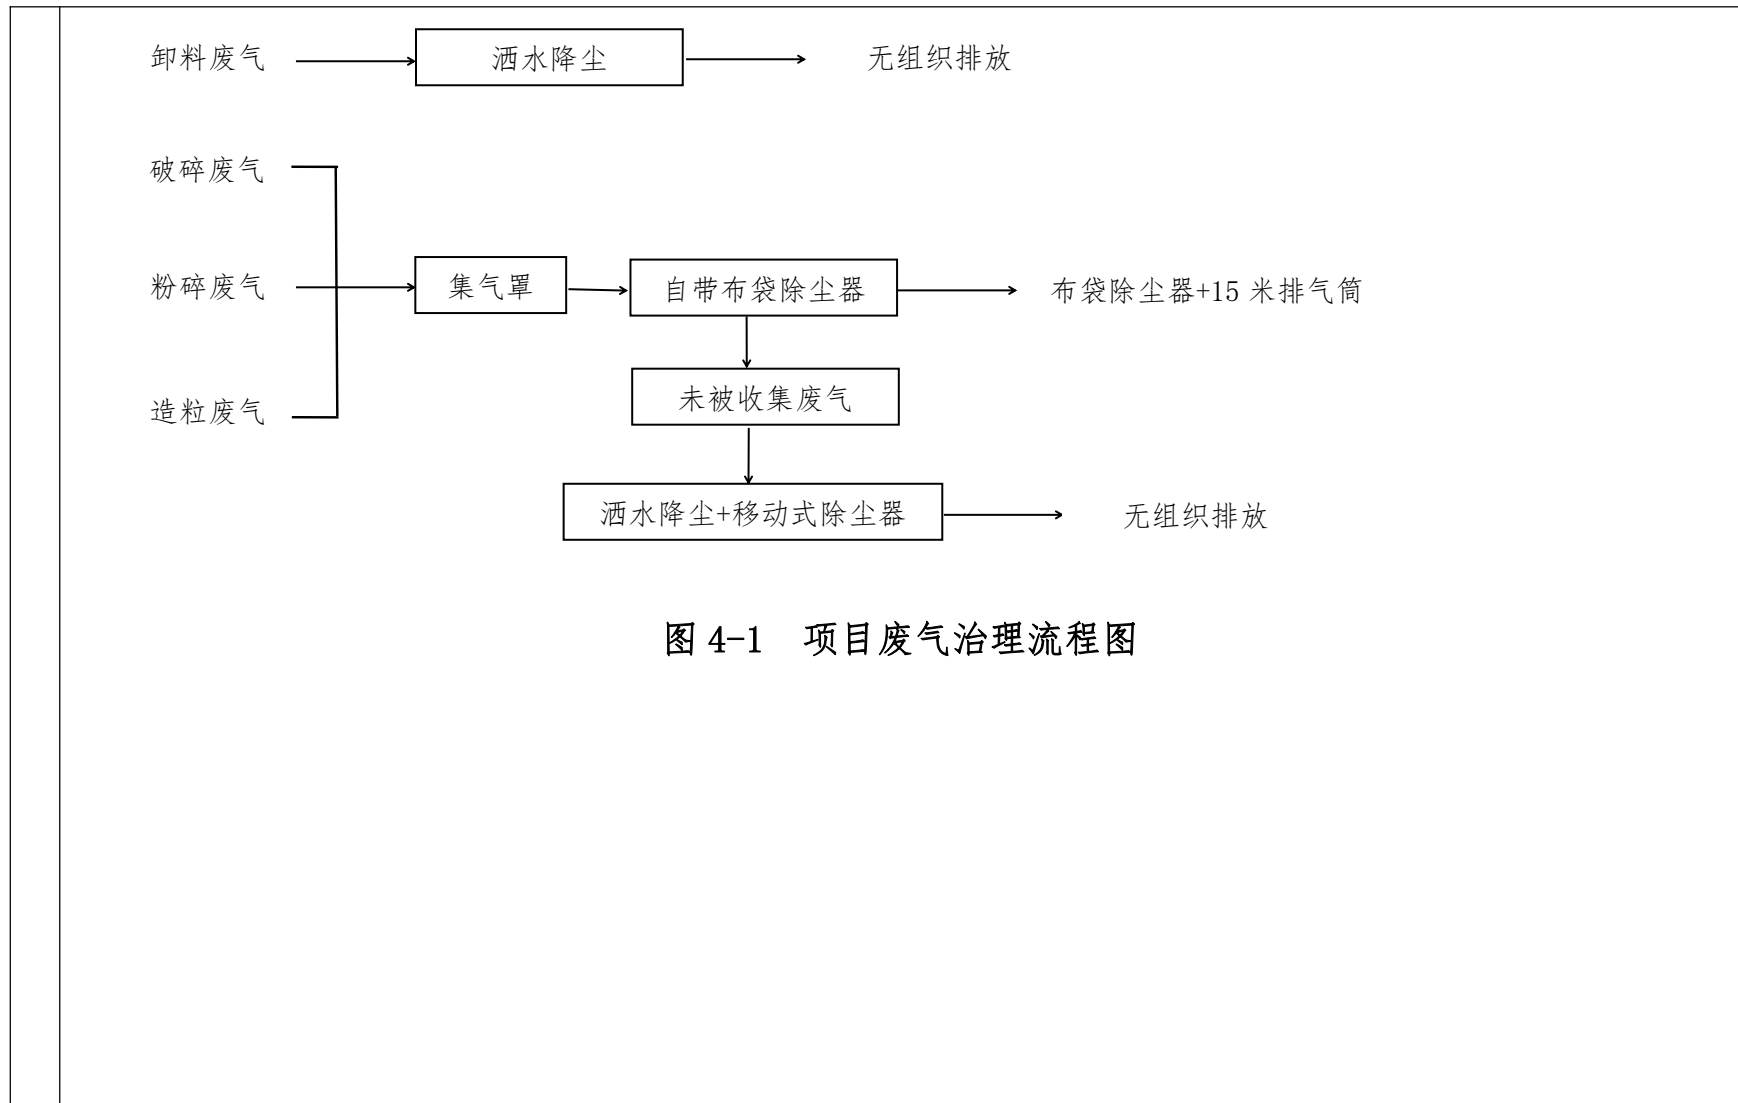 卸料废气
洒水降尘
无组织排放
破碎废气
粉碎废气
集气罩
自带布袋除尘器
布袋除尘器+15 米排气筒
未被收集废气
造粒废气
洒水降尘+移动式除尘器
无组织排放
图 4-1 项目废气治理流程图